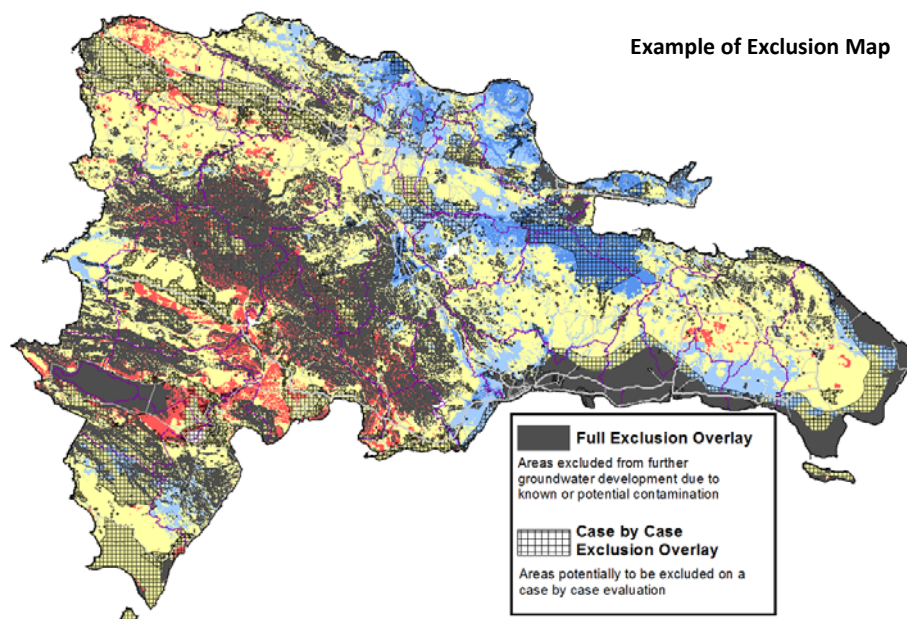 Example of Exclusion Map
Full Exclusion Overlay
Areas excluded from further
groundwater development due to
known or potential contamination
Case by Case
Exclusion Overlay
Areas potentially to be excluded on a
case by case evaluation